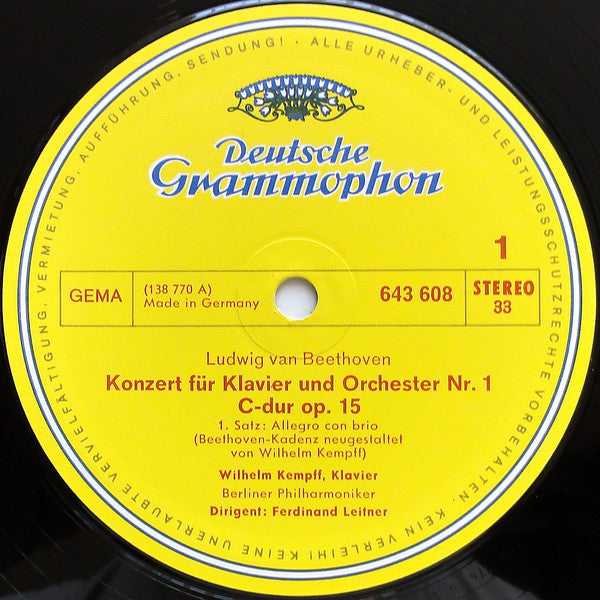 ALLE URHEBER- UND LEISTUNGSSCHUTZRECHTE VORBEHALTEN. KEIN VERLEIH! KEINE UNERLAUBTE VERVIELFÄLTIGUNG, VERMIETUNG, AUFFÜHRUNG, SENDUNG! ·
Deutsche
Grammophon
1
GEMA
(138 770 A)
Made in Germany
643 608
STEREO
33
Ludwig van Beethoven
Konzert für Klavier und Orchester Nr. 1
C-dur op. 15
1. Satz: Allegro con brio
(Beethoven-Kadenz neugestaltet
von Wilhelm Kempff)
Wilhelm Kempff, Klavier
Berliner Philharmoniker
Dirigent: Ferdinand Leitner